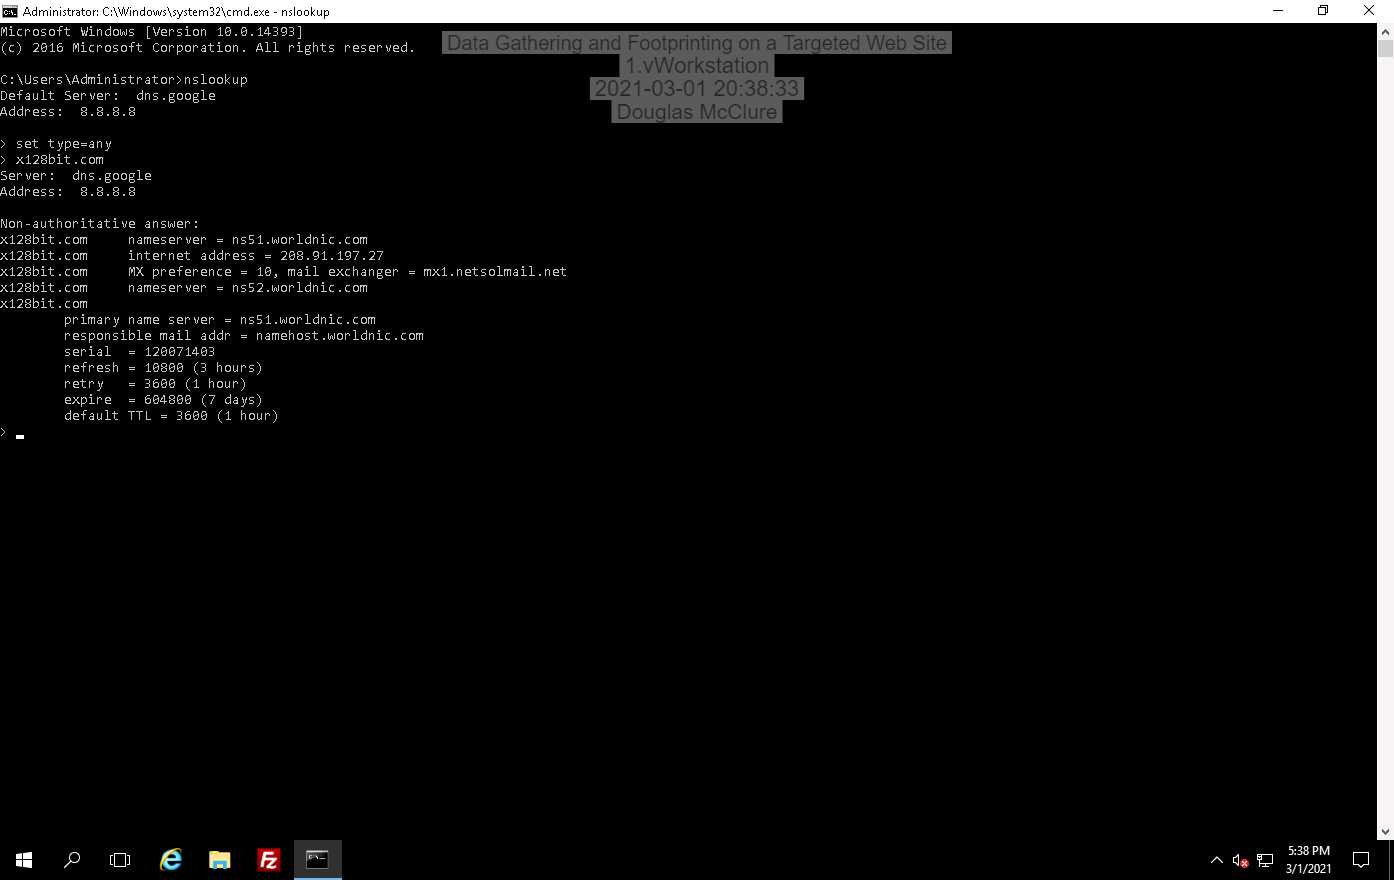 Administrator: C:\Windows\system32\cmd.exe - nslookup
Microsoft Windows [Version 10.0.14393]
(c) 2016 Microsoft Corporation. All rights reserved.
Data Gathering and Footprinting on a Targeted Web Site
1.vWorkstation
2021-03-01 20:38:33
Douglas McClure
C:\Users\Administrator>nslookup
Default Server:  dns.google
Address:  8.8.8.8
> set type=any
> x128bit.com
Server:  dns.google
Address:  8.8.8.8
Non-authoritative answer:
x128bit.com     nameserver = ns51.worldnic.com
x128bit.com     internet address = 208.91.197.27
x128bit.com     MX preference = 10, mail exchanger = mx1.netsolmail.net
x128bit.com     nameserver = ns52.worldnic.com
x128bit.com
primary name server = ns51.worldnic.com
responsible mail addr = namehost.worldnic.com
serial  = 120071403
refresh = 10800 (3 hours)
retry   = 3600 (1 hour)
expire  = 604800 (7 days)
default TTL = 3600 (1 hour)
>
5:38 PM
3/1/2021